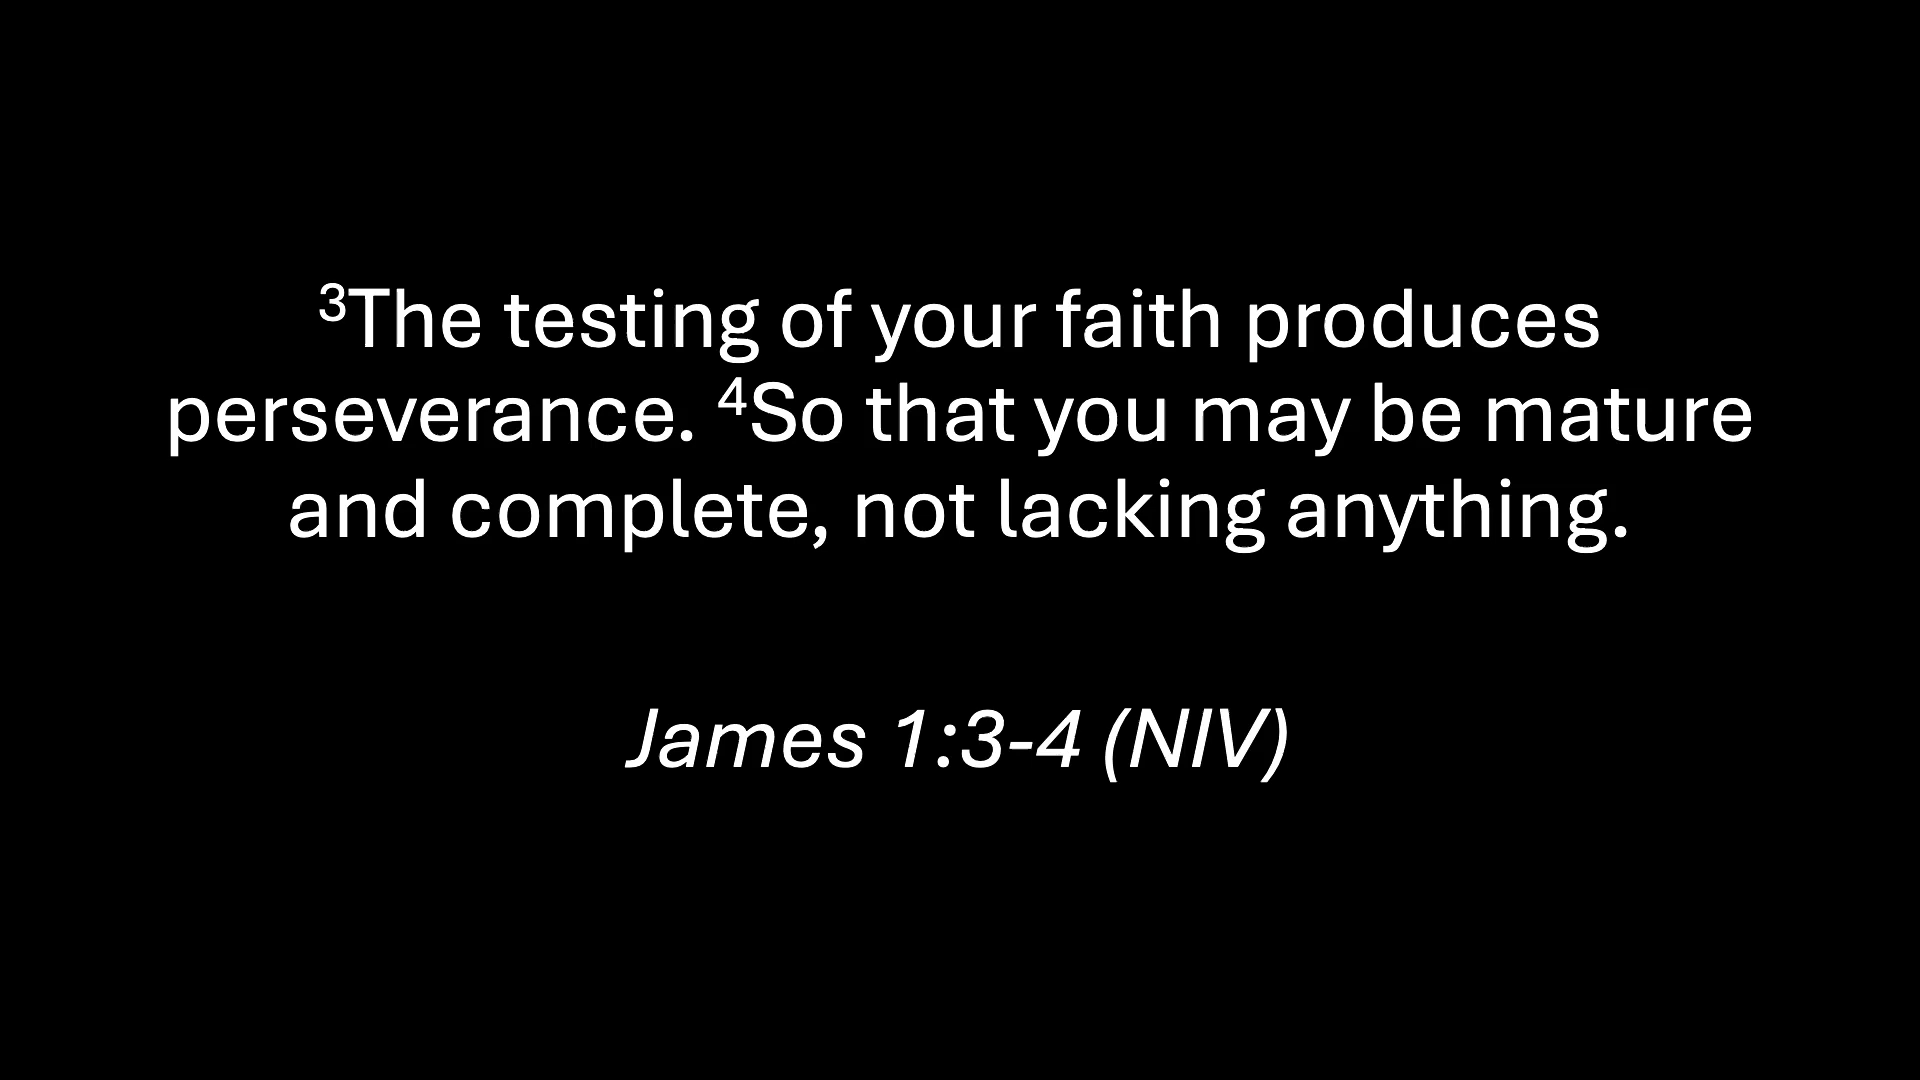 ³The testing of your faith produces
perseverance. ⁴So that you may be mature
and complete, not lacking anything.
James 1:3-4 (NIV)